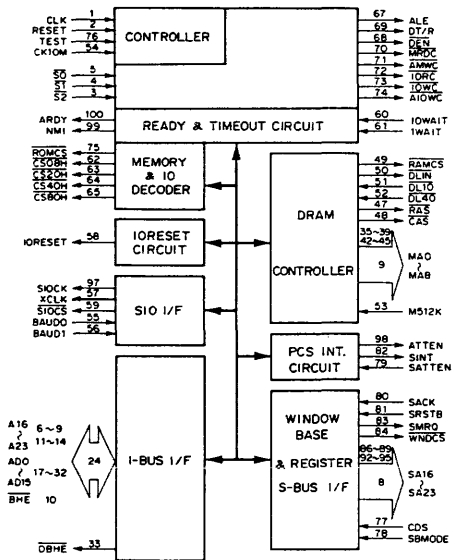 CLK 1
RESET 2
TEST 76
CK10M 54
CONTROLLER
67 ALE
69 DT/R
68 DEN
70 MRDC
71 AMWC
72 IORC
73 IOWC
74 AIOWC
S0 5
S1 4
S2 3
ARDY 100
NMI 99
READY & TIMEOUT CIRCUIT
60 IOWAIT
61 1WAIT
ROMCS 75
CS08H 62
CS20H 63
CS40H 64
CS80H 65
MEMORY
& IO
DECODER
49 RAMCS
50 DLIN
51 DL10
52 DL40
47 RAS
48 CAS
35~39
42~45
9
MA0
~
MA8
53 M512K
DRAM
CONTROLLER
IORESET 58
IORESET
CIRCUIT
SIOCK 97
XCLK 57
SIOCS 59
BAUD0 55
BAUD1 56
SIO I/F
PCS INT.
CIRCUIT
98 ATTEN
82 SINT
79 SATTEN
A16
~
A23
6~9
11~14
AD0
~
AD15
17~32
BHE 10
24
I-BUS I/F
DBHE 33
WINDOW
BASE
& REGISTER
S-BUS I/F
80 SACK
81 SRSTB
83 SMRQ
84 WNDCS
86~89
92~95
8
SA16
~
SA23
77 CDS
78 SBMODE